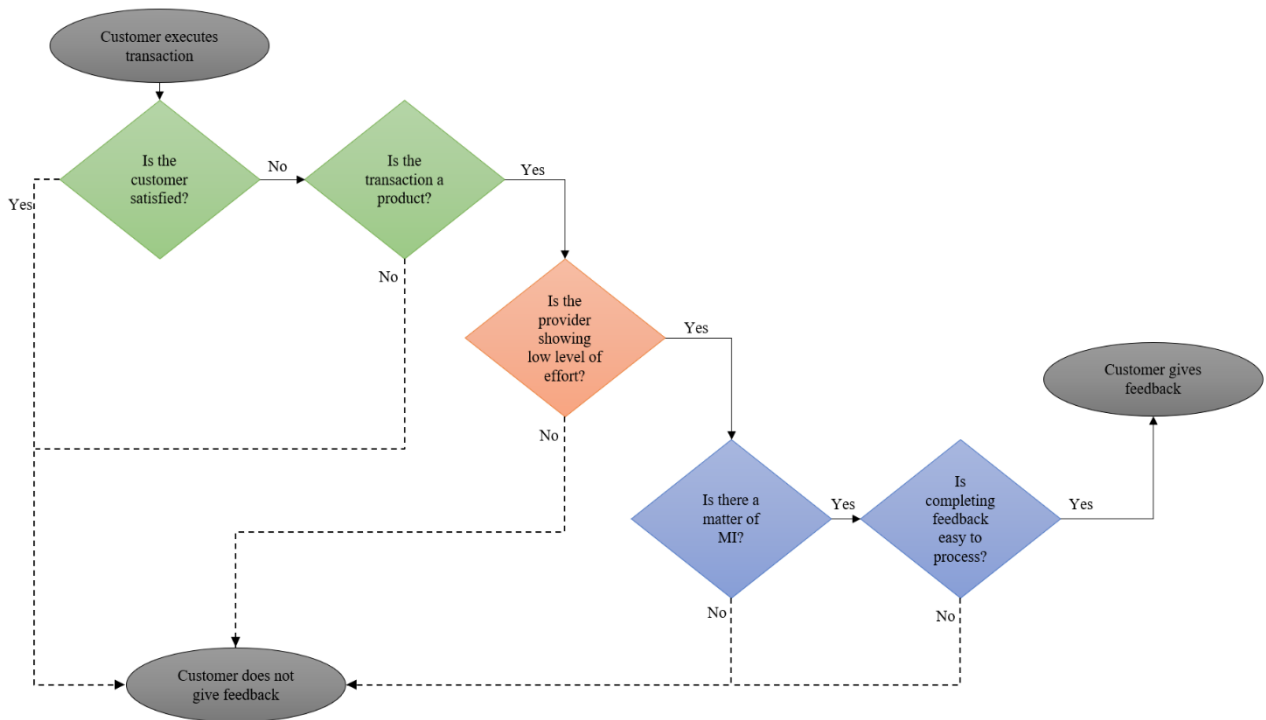 Customer executes
transaction
Is the
customer
satisfied?
No
Is the
transaction a
product?
Yes
Yes
No
Is the
provider
showing
low level of
effort?
Yes
No
Customer gives
feedback
Is there a
matter of
MI?
Yes
Is
completing
feedback
easy to
process?
Yes
No
No
Customer does not
give feedback